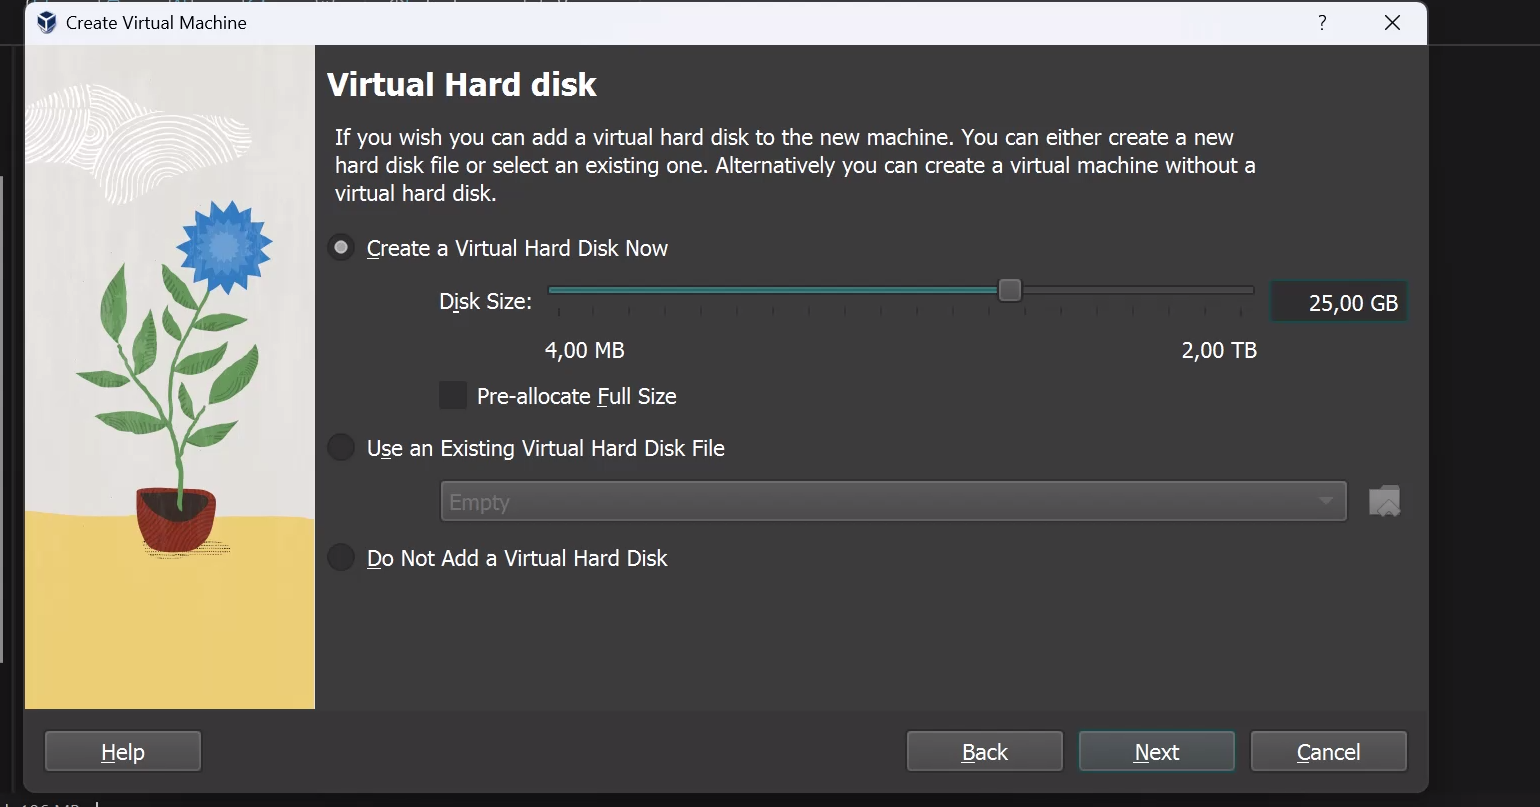 Create Virtual Machine
?
Virtual Hard disk
If you wish you can add a virtual hard disk to the new machine. You can either create a new
hard disk file or select an existing one. Alternatively you can create a virtual machine without a
virtual hard disk.
Create a Virtual Hard Disk Now
Disk Size:
25,00 GB
4,00 MB
2,00 TB
Pre-allocate Full Size
Use an Existing Virtual Hard Disk File
Empty
Do Not Add a Virtual Hard Disk
Help
Back
Next
Cancel